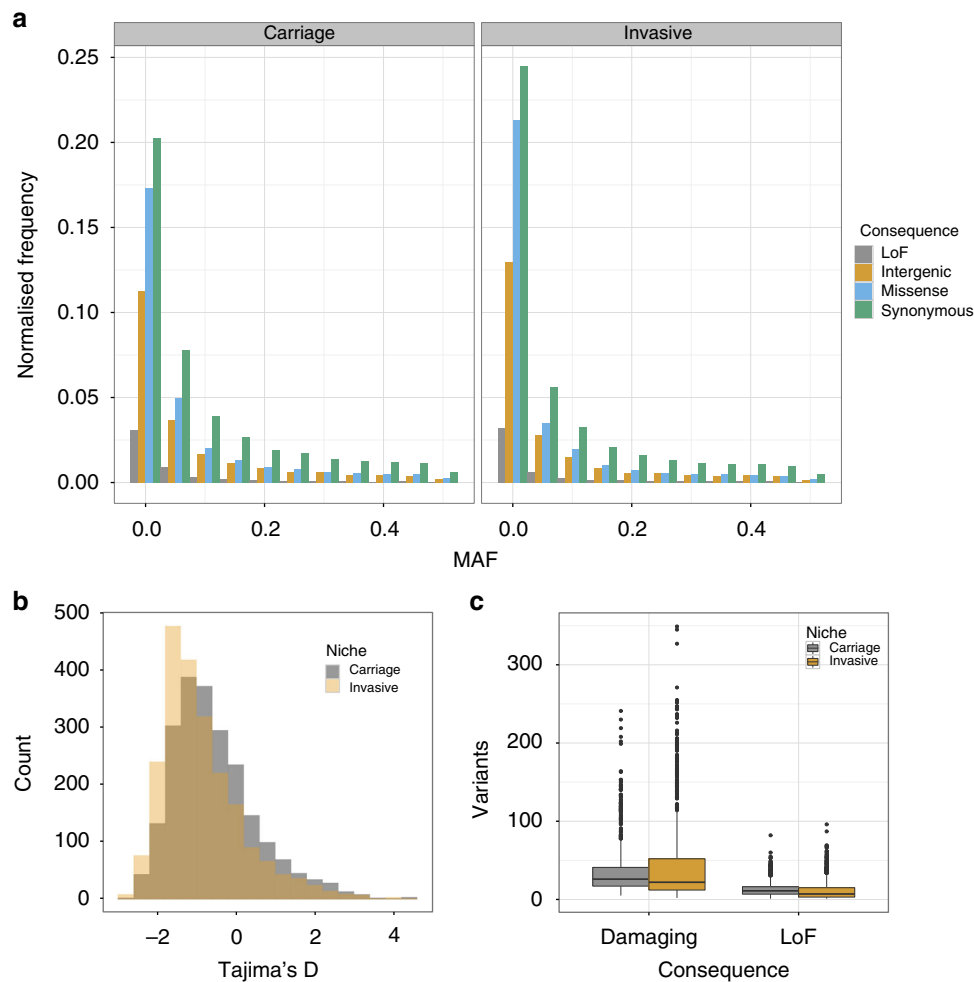 a
Carriage
Invasive
0.25
0.20
0.15
0.10
0.05
0.00
Normalised frequency
0.0
0.2
0.4
0.0
0.2
0.4
MAF
Consequence
LoF
Intergenic
Missense
Synonymous
b
500
400
300
200
100
0
Count
−2
0
2
4
Tajima's D
Niche
Carriage
Invasive
c
300
200
100
0
Variants
Damaging
LoF
Consequence
Niche
Carriage
Invasive